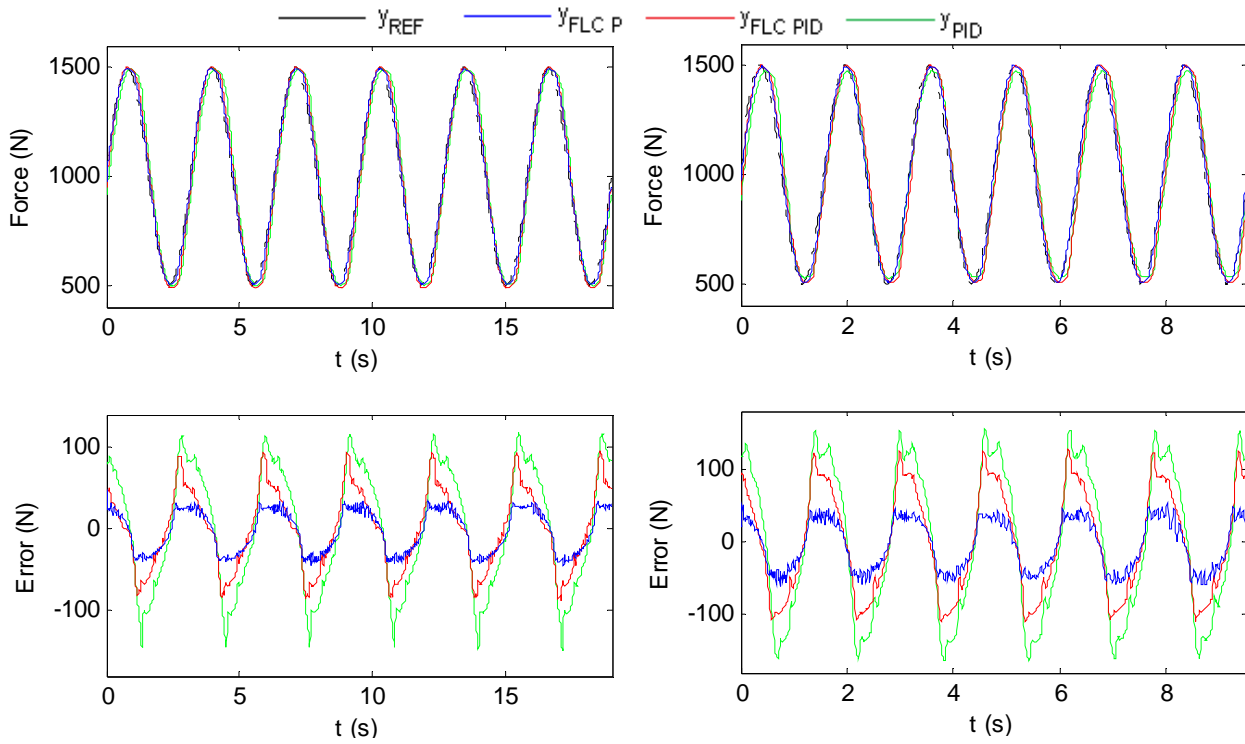 yREF yFLC P yFLC PID yPID
1500
1000
500
Force (N)
0 5 10 15
t (s)
1500
1000
500
Force (N)
0 2 4 6 8
t (s)
100
0
-100
Error (N)
0 5 10 15
t (s)
100
0
-100
Error (N)
0 2 4 6 8
t (s)